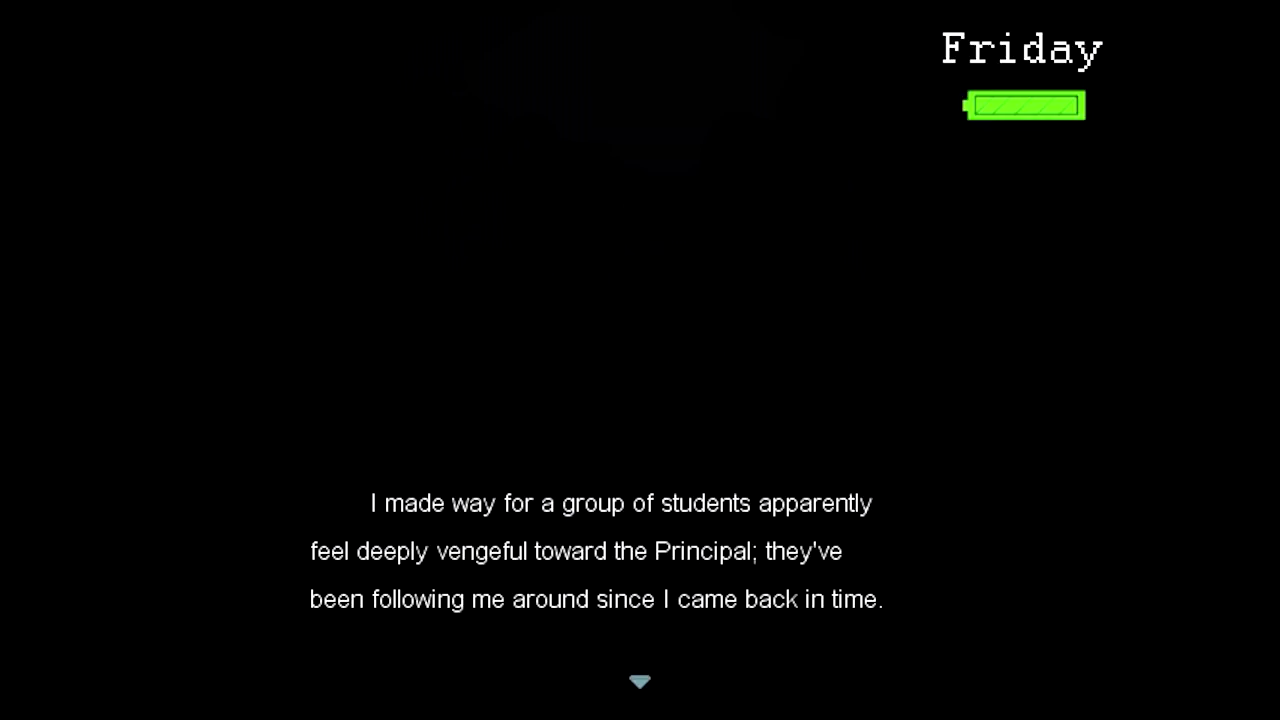 Friday
I made way for a group of students apparently
feel deeply vengeful toward the Principal; they've
been following me around since I came back in time.